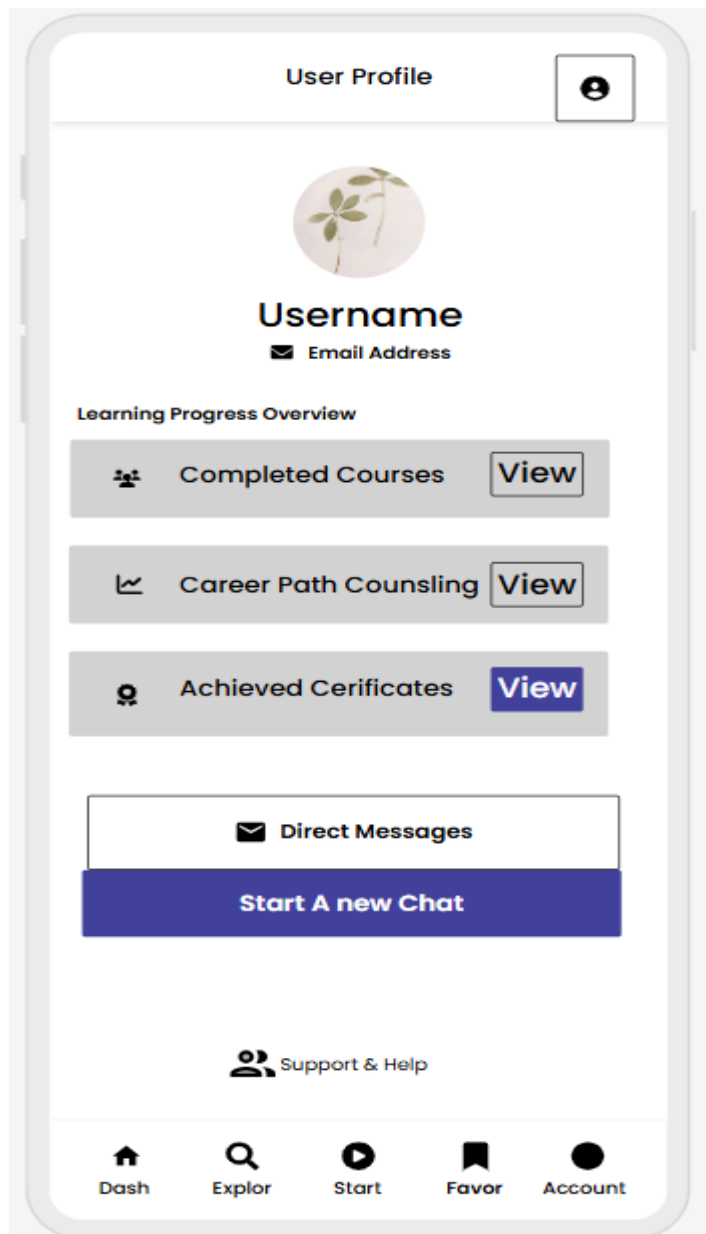 User Profile
Username
Email Address
Learning Progress Overview
Completed Courses View
Career Path Counsling View
Achieved Cerificates View
Direct Messages
Start A new Chat
Support & Help
Dash Explor Start Favor Account